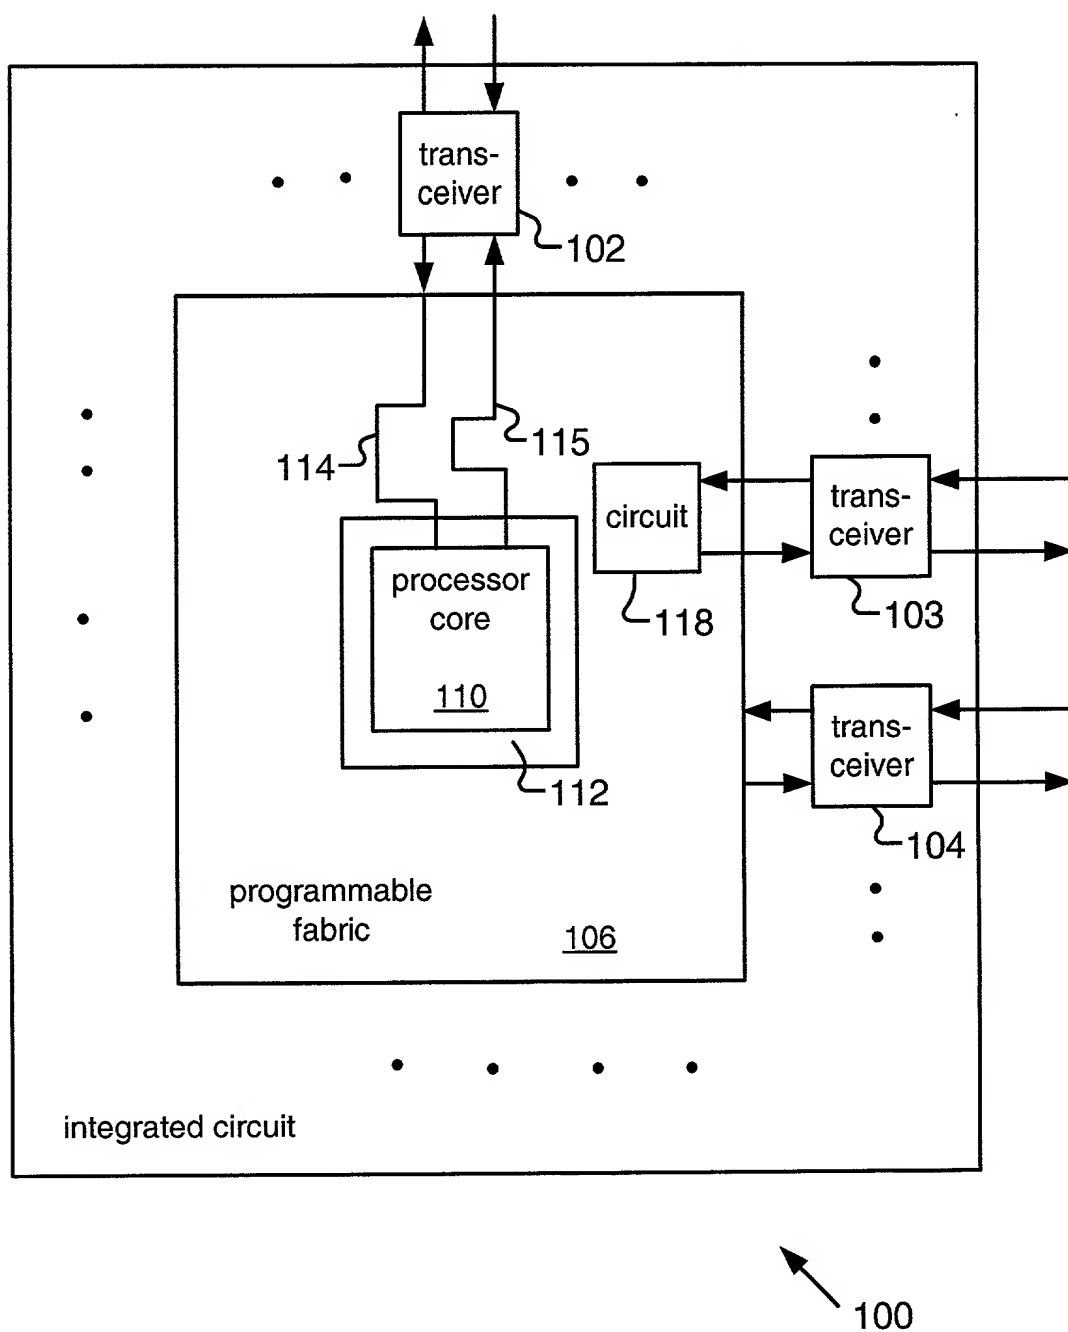 trans-
ceiver
102
114
115
circuit
118
trans-
ceiver
103
processor
core
110
112
trans-
ceiver
104
programmable
fabric
106
integrated circuit
100